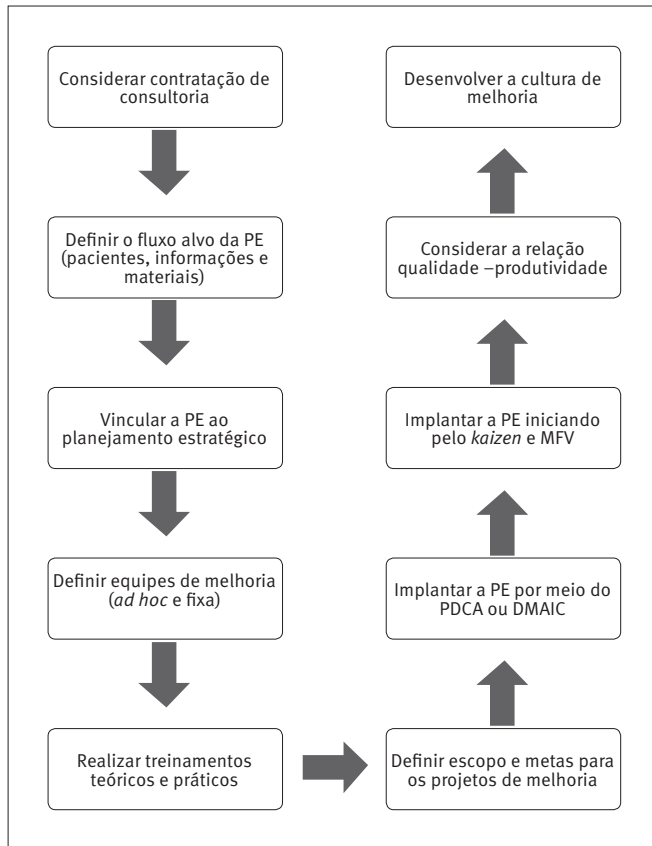 Considerar contratação de
consultoria
Definir o fluxo alvo da PE
(pacientes, informações e
materiais)
Vincular a PE ao
planejamento estratégico
Definir equipes de melhoria
(ad hoc e fixa)
Realizar treinamentos
teóricos e práticos
Definir escopo e metas para
os projetos de melhoria
Implantar a PE por meio do
PDCA ou DMAIC
Implantar a PE iniciando
pelo kaizen e MFV
Considerar a relação
qualidade –produtividade
Desenvolver a cultura de
melhoria